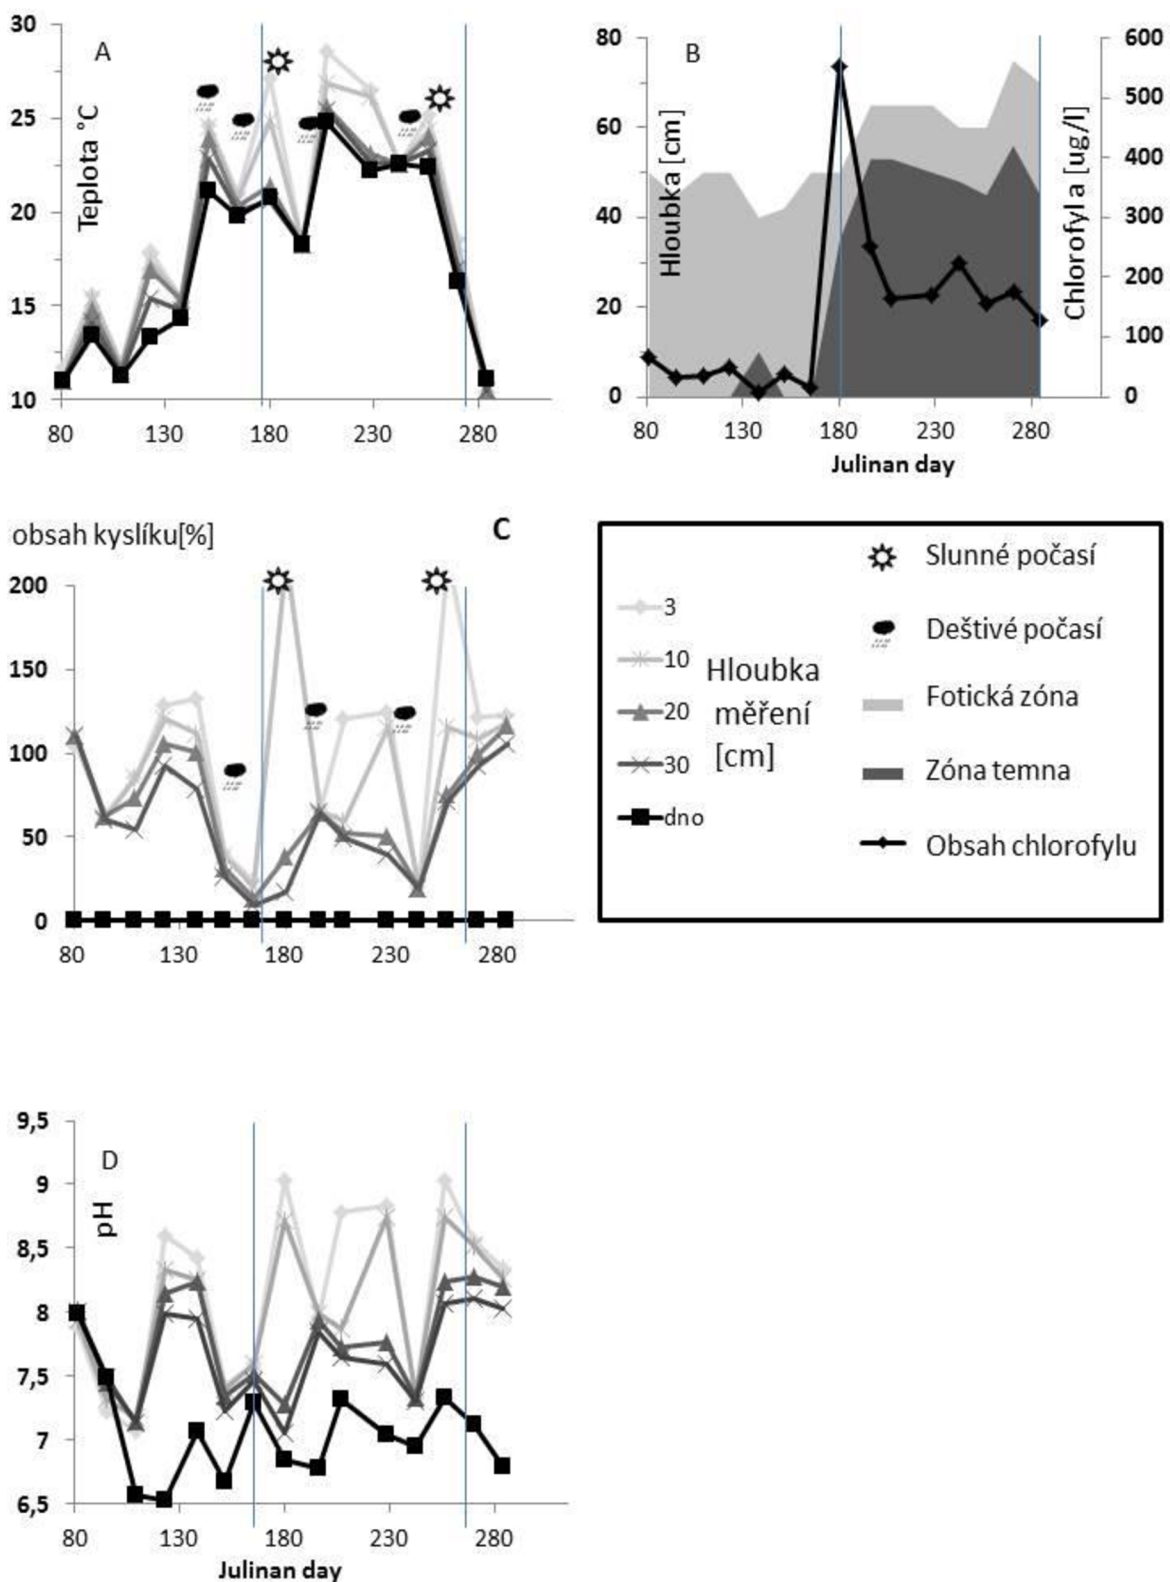 A
Teplota °C
30
25
20
15
10
80 130 180 230 280
B
Hloubka [cm]
80
60
40
20
0
Chlorofyl a [ug/l]
600
500
400
300
200
100
0
80 130 180 230 280
Julinan day
obsah kyslíku[%]
C
200
150
100
50
0
80 130 180 230 280
3
10
20
30
dno
Hloubka
měření
[cm]
Slunné počasí
Deštivé počasí
Fotická zóna
Zóna temna
Obsah chlorofylu
D
pH
9,5
9
8,5
8
7,5
7
6,5
80 130 180 230 280
Julinan day